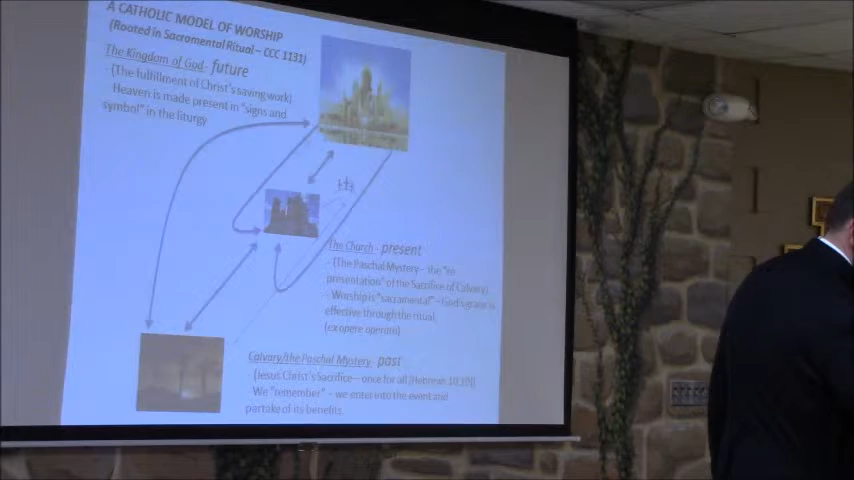 A CATHOLIC MODEL OF WORSHIP
(Rooted in Sacramental Ritual – CCC 1131)
The Kingdom of God- future
- (The fulfillment of Christ's saving work)
Heaven is made present in "signs and
symbol" in the liturgy
The Church - present
- (The Paschal Mystery – the "re
presentation" of the Sacrifice of Calvary)
- Worship is "sacramental" – God's grace is
effective through the ritual
(ex opere operato)
Calvary/the Paschal Mystery- past
(Jesus Christ's Sacrifice – once for all [Hebrews 10:10])
We "remember" – we enter into the event and
partake of its benefits.